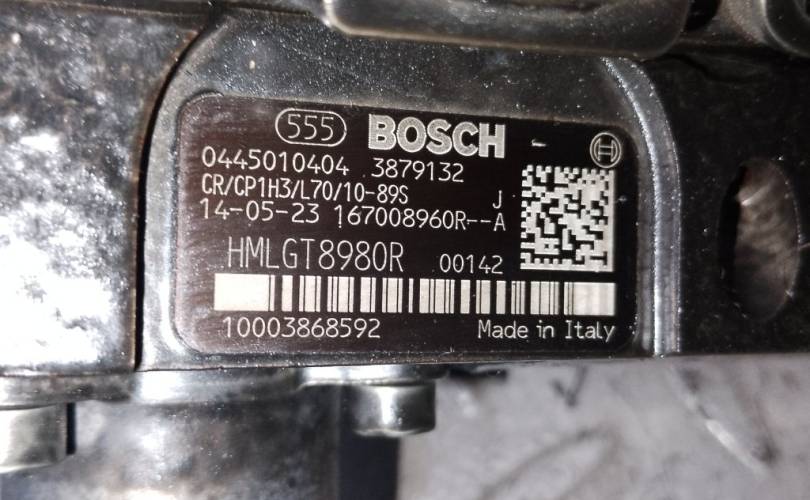 555 BOSCH
0445010404 3879132
CR/CP1H3/L70/10-89S J
14-05-23 167008960R--A
HMLGT8980R 00142
10003868592 Made in Italy